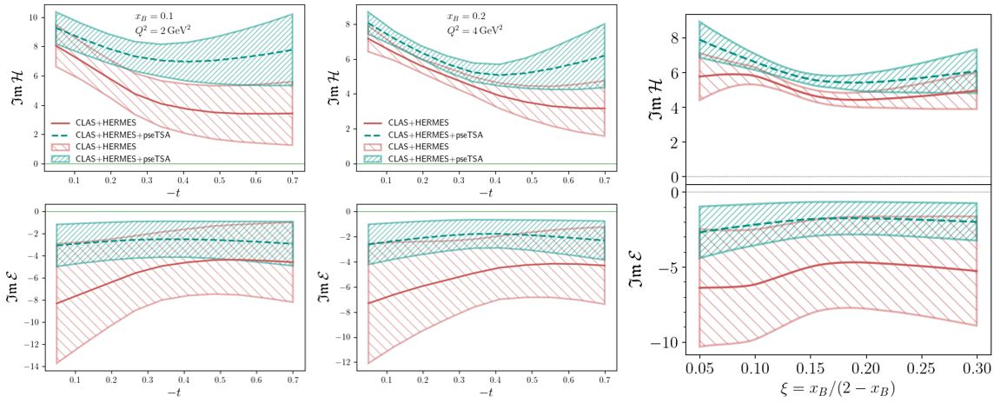 10
8
6
4
2
0
𝕴𝖒 ℋ
x_B = 0.1
Q² = 2 GeV²
CLAS+HERMES
CLAS+HERMES+pseTSA
CLAS+HERMES
CLAS+HERMES+pseTSA
0.1 0.2 0.3 0.4 0.5 0.6 0.7
−t
8
6
4
2
0
𝕴𝖒 ℋ
x_B = 0.2
Q² = 4 GeV²
CLAS+HERMES
CLAS+HERMES+pseTSA
CLAS+HERMES
CLAS+HERMES+pseTSA
0.1 0.2 0.3 0.4 0.5 0.6 0.7
−t
8
6
4
2
0
𝕴𝖒 ℋ
0
−2
−4
−6
−8
−10
−12
−14
𝕴𝖒 ℰ
0.1 0.2 0.3 0.4 0.5 0.6 0.7
−t
0
−2
−4
−6
−8
−10
−12
𝕴𝖒 ℰ
0.1 0.2 0.3 0.4 0.5 0.6 0.7
−t
0
−5
−10
𝕴𝖒 ℰ
0.05 0.10 0.15 0.20 0.25 0.30
ξ = x_B/(2 − x_B)